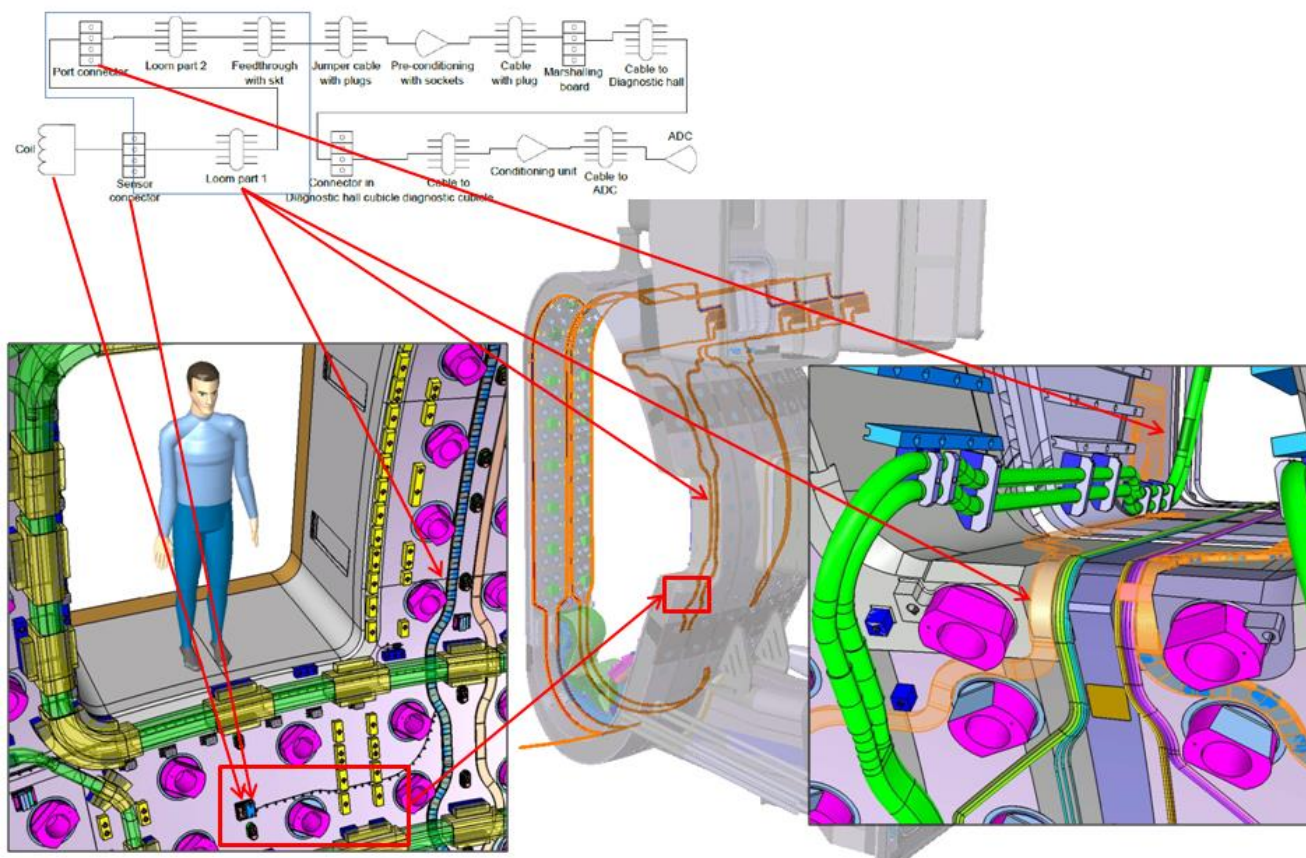 Port connector
Loom part 2
Feedthrough
with skt
Jumper cable
with plugs
Pre-conditioning
with sockets
Cable
with plug
Marshalling
board
Cable to
Diagnostic hall
Coil
Sensor
connector
Loom part 1
Connector in
Diagnostic hall cubicle
Cable to
diagnostic cubicle
Conditioning unit
Cable to
ADC
ADC